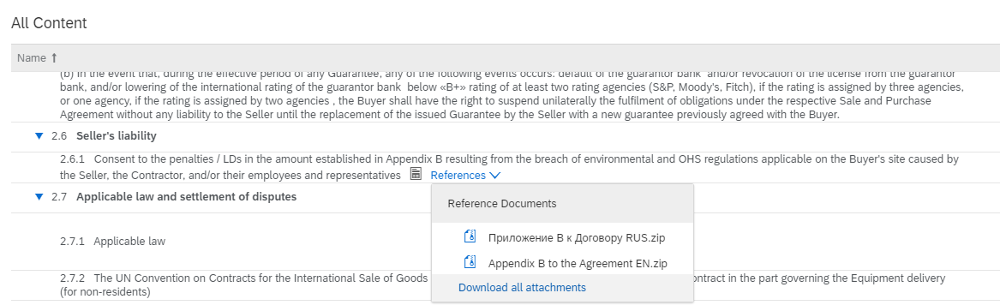 All Content
Name
(b) In the event that, during the effective period of any Guarantee, any of the following events occurs: default of the guarantor bank and/or revocation of the license from the guarantor
bank, and/or lowering of the international rating of the guarantor bank below «B+» rating of at least two rating agencies (S&P, Moody's, Fitch), if the rating is assigned by three agencies,
or one agency, if the rating is assigned by two agencies , the Buyer shall have the right to suspend unilaterally the fulfilment of obligations under the respective Sale and Purchase
Agreement without any liability to the Seller until the replacement of the issued Guarantee by the Seller with a new guarantee previously agreed with the Buyer.
2.6 Seller's liability
2.6.1 Consent to the penalties / LDs in the amount established in Appendix B resulting from the breach of environmental and OHS regulations applicable on the Buyer's site caused by
the Seller, the Contractor, and/or their employees and representatives References
2.7 Applicable law and settlement of disputes
Reference Documents
2.7.1 Applicable law
Приложение В к Договору RUS.zip
Appendix B to the Agreement EN.zip
2.7.2 The UN Convention on Contracts for the International Sale of Goods ontract in the part governing the Equipment delivery
(for non-residents)
Download all attachments